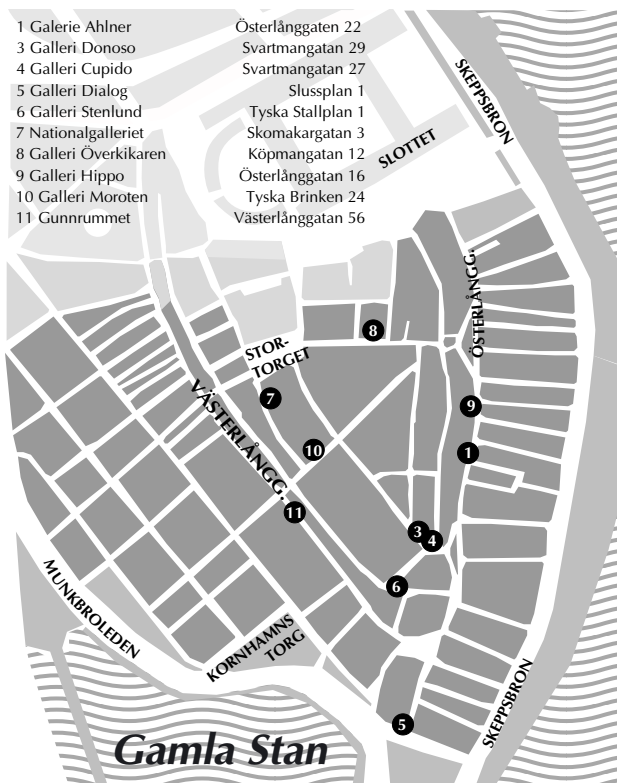 1 Galerie Ahlner Österlånggaten 22
3 Galleri Donoso Svartmangatan 29
4 Galleri Cupido Svartmangatan 27
5 Galleri Dialog Slussplan 1
6 Galleri Stenlund Tyska Stallplan 1
7 Nationalgalleriet Skomakargatan 3
8 Galleri Överkikaren Köpmangatan 12
9 Galleri Hippo Österlånggatan 16
10 Galleri Moroten Tyska Brinken 24
11 Gunnrummet Västerlånggatan 56
SKEPPSBRON
SLOTTET
ÖSTERLÅNGG.
8
STOR-
TORGET
7
9
VÄSTERLÅNGG.
10
1
11
3
4
6
MUNKBROLEDEN
KORNHAMNS
TORG
SKEPPSBRON
5
Gamla Stan